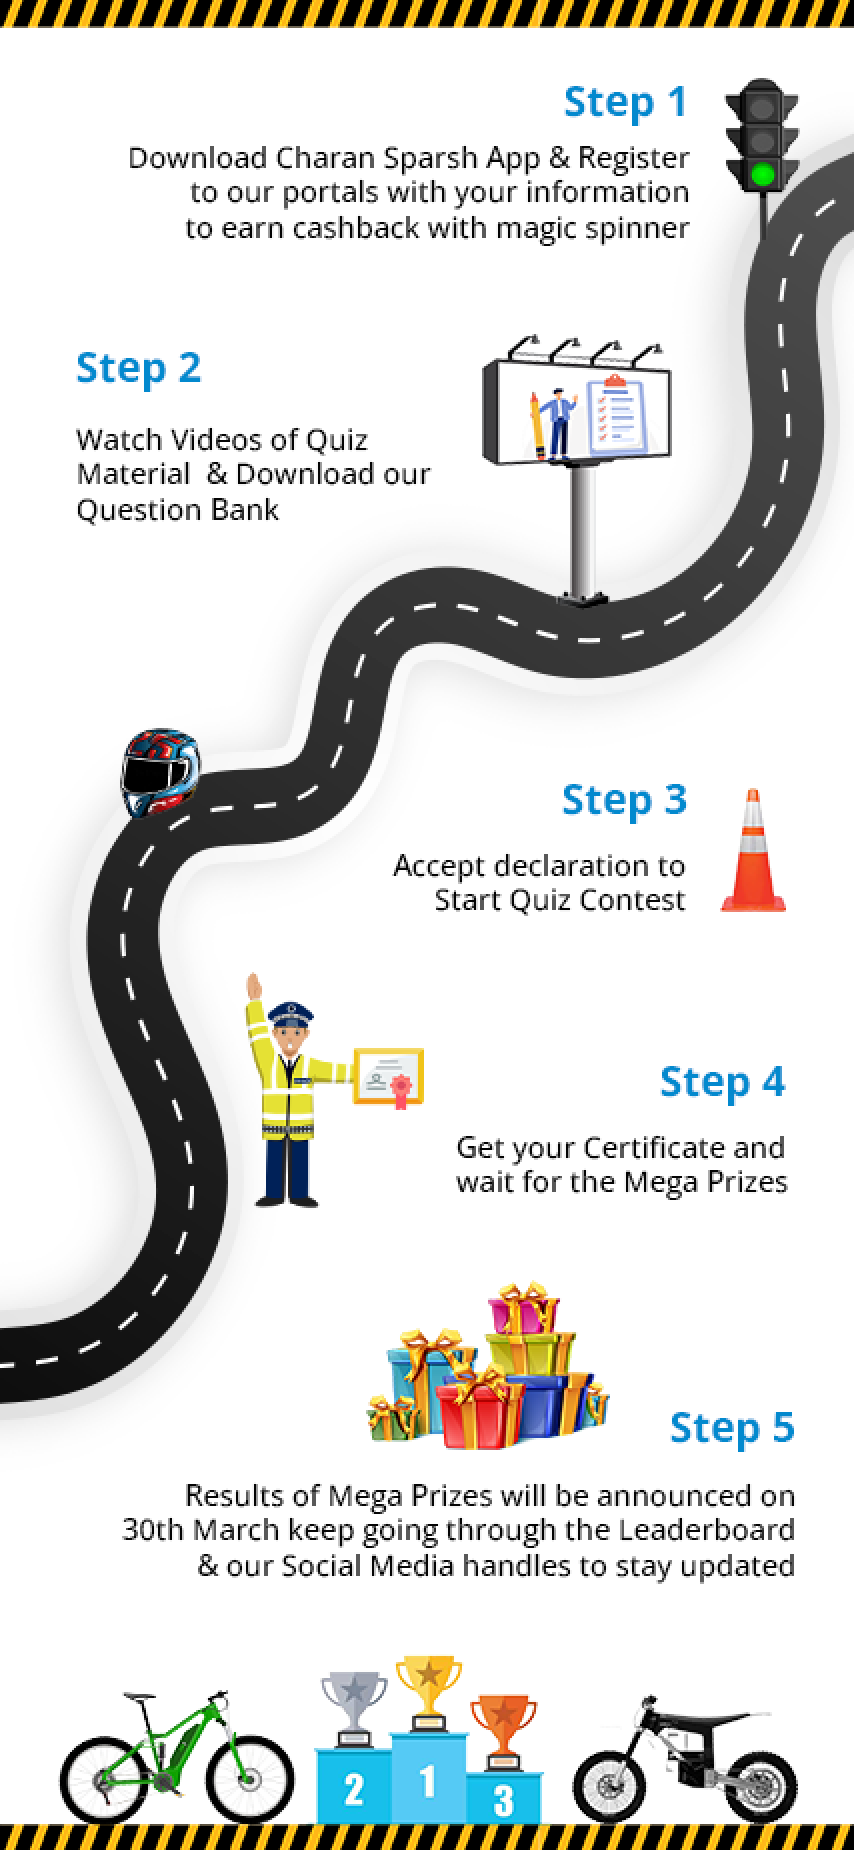 Step 1
Download Charan Sparsh App & Register
to our portals with your information
to earn cashback with magic spinner
Step 2
Watch Videos of Quiz
Material & Download our
Question Bank
Step 3
Accept declaration to
Start Quiz Contest
Step 4
Get your Certificate and
wait for the Mega Prizes
Step 5
Results of Mega Prizes will be announced on
30th March keep going through the Leaderboard
& our Social Media handles to stay updated
2
1
3